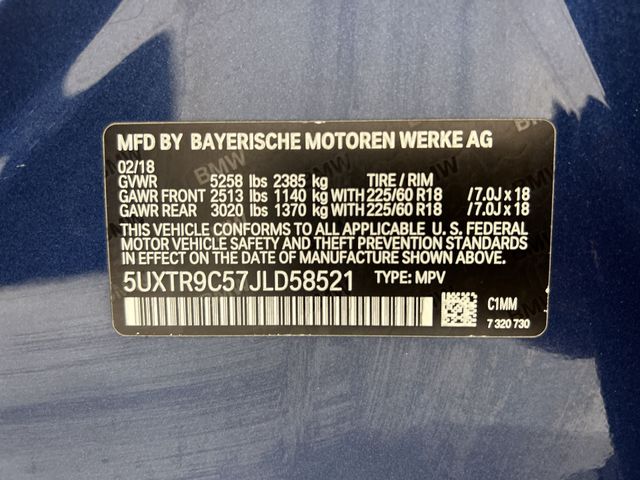 MFD BY BAYERISCHE MOTOREN WERKE AG
02/18
GVWR 5258 lbs 2385 kg TIRE / RIM
GAWR FRONT 2513 lbs 1140 kg WITH 225/60 R18 /7.0J x 18
GAWR REAR 3020 lbs 1370 kg WITH 225/60 R18 /7.0J x 18
THIS VEHICLE CONFORMS TO ALL APPLICABLE U. S. FEDERAL
MOTOR VEHICLE SAFETY AND THEFT PREVENTION STANDARDS
IN EFFECT ON THE DATE OF MANUFACTURE SHOWN ABOVE.
5UXTR9C57JLD58521 TYPE: MPV
C1MM
7 320 730